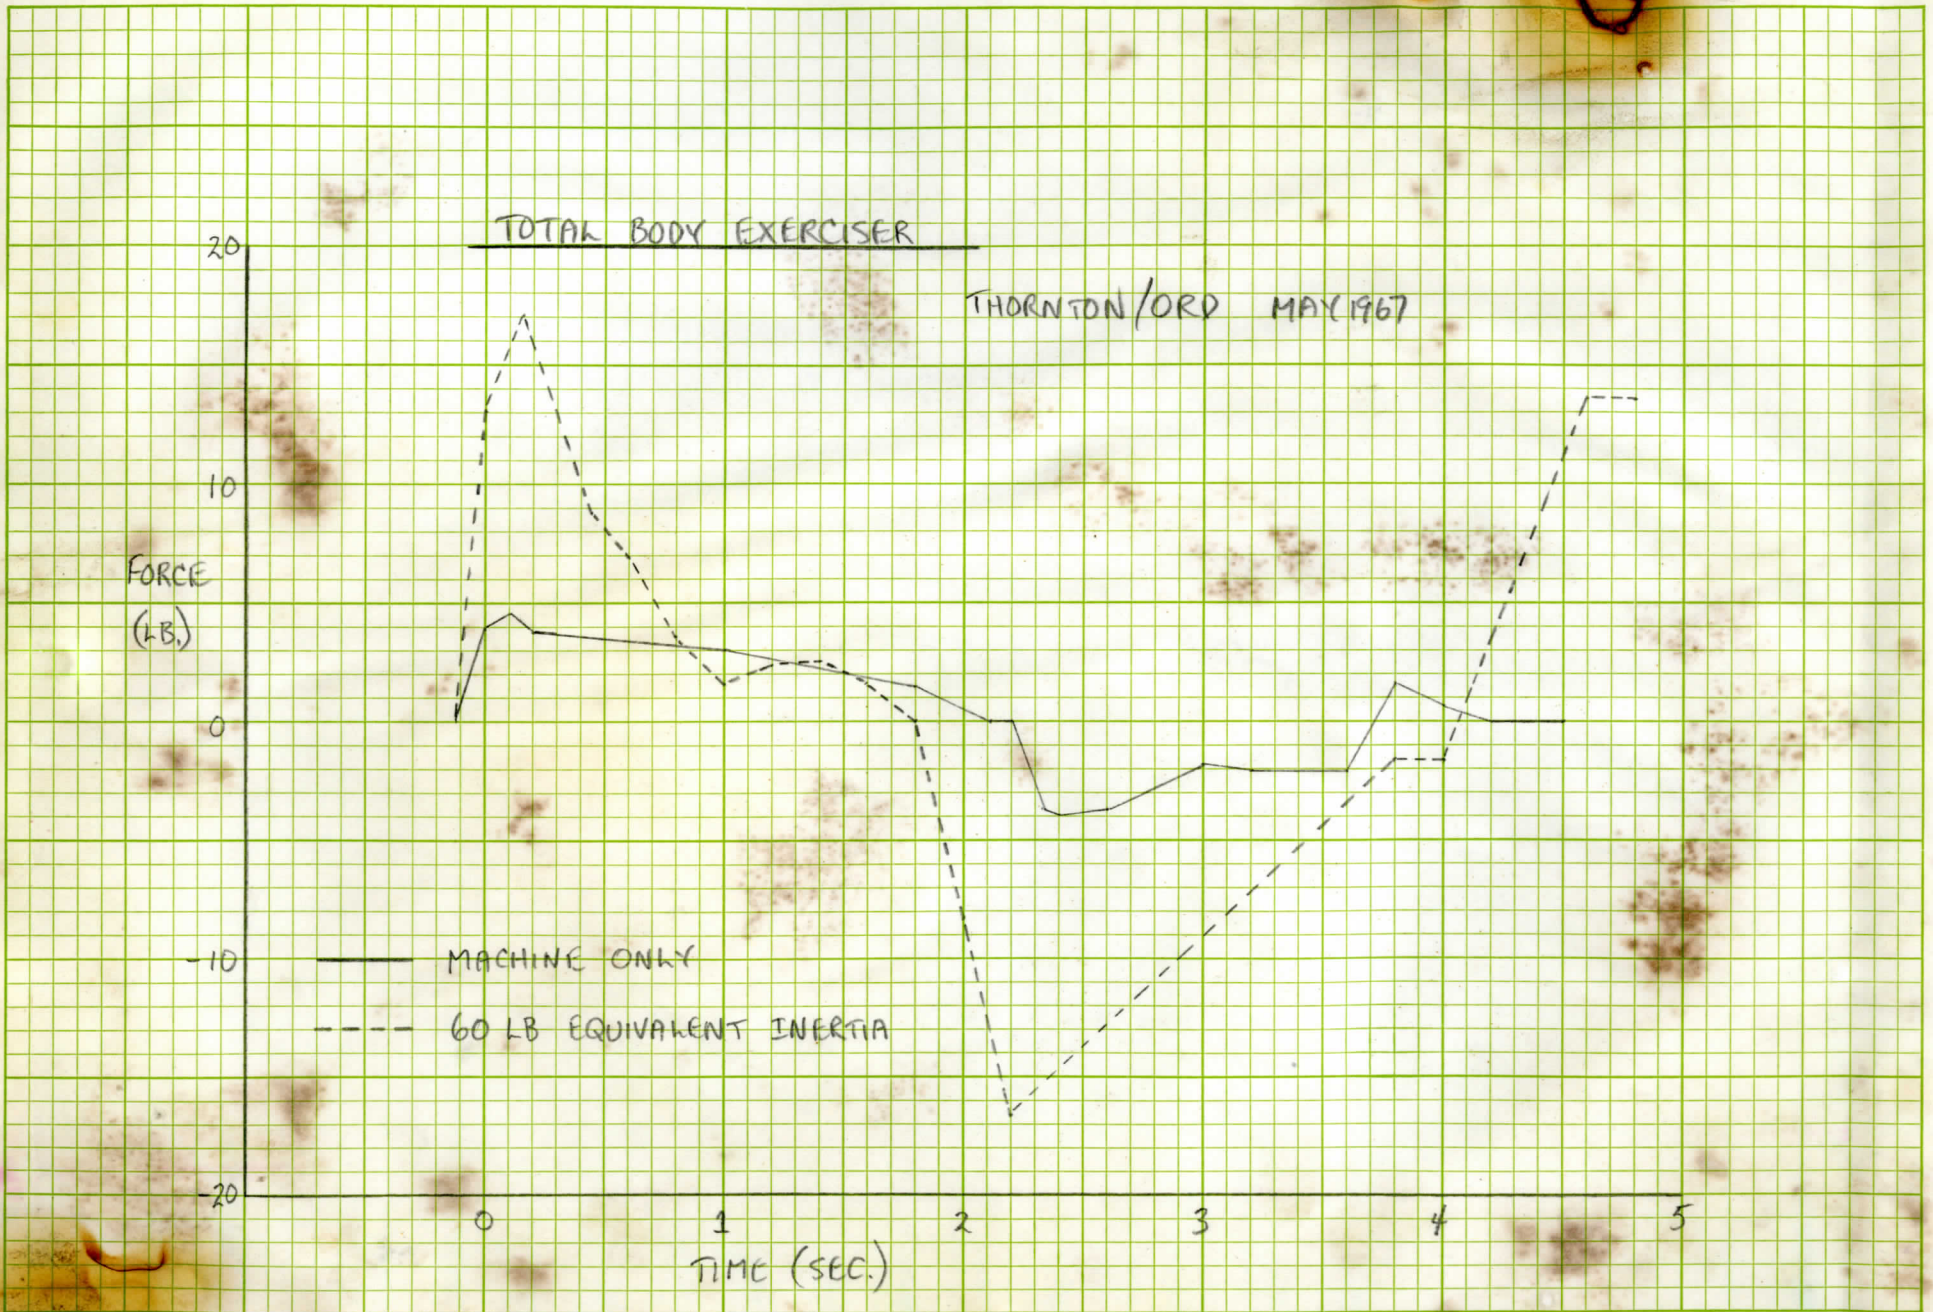 TOTAL BODY EXERCISER
THORNTON/ORD MAY 1967
20
10
FORCE
(LB.)
0
-10
-20
MACHINE ONLY
60 LB EQUIVALENT INERTIA
0 1 2 3 4 5
TIME (SEC.)